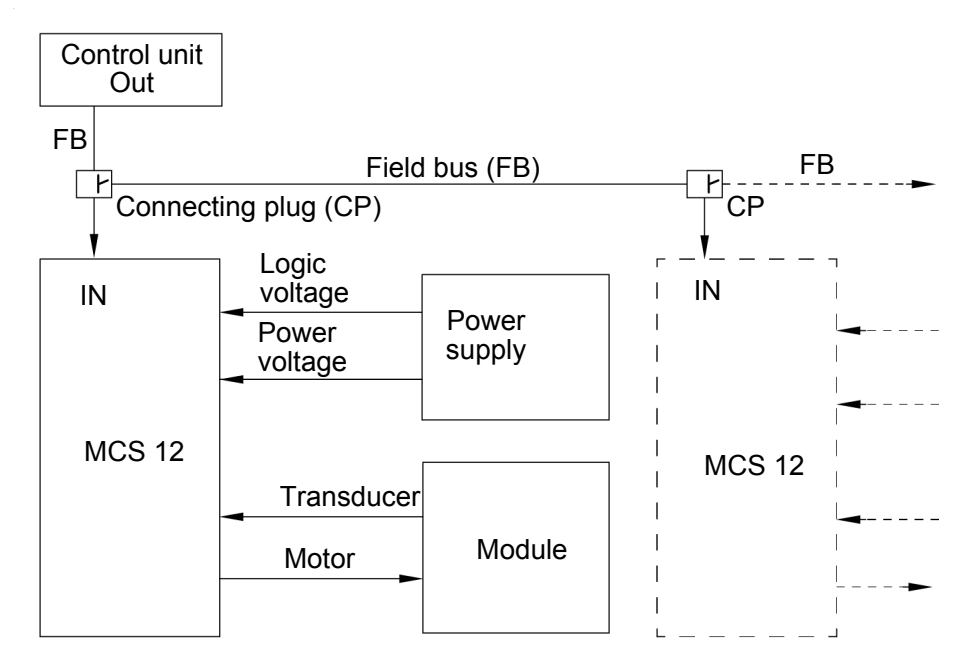 Control unit
Out
FB
Field bus (FB)
FB
Connecting plug (CP)
CP
IN
Logic
voltage
Power
voltage
Power
supply
IN
MCS 12
MCS 12
Transducer
Motor
Module